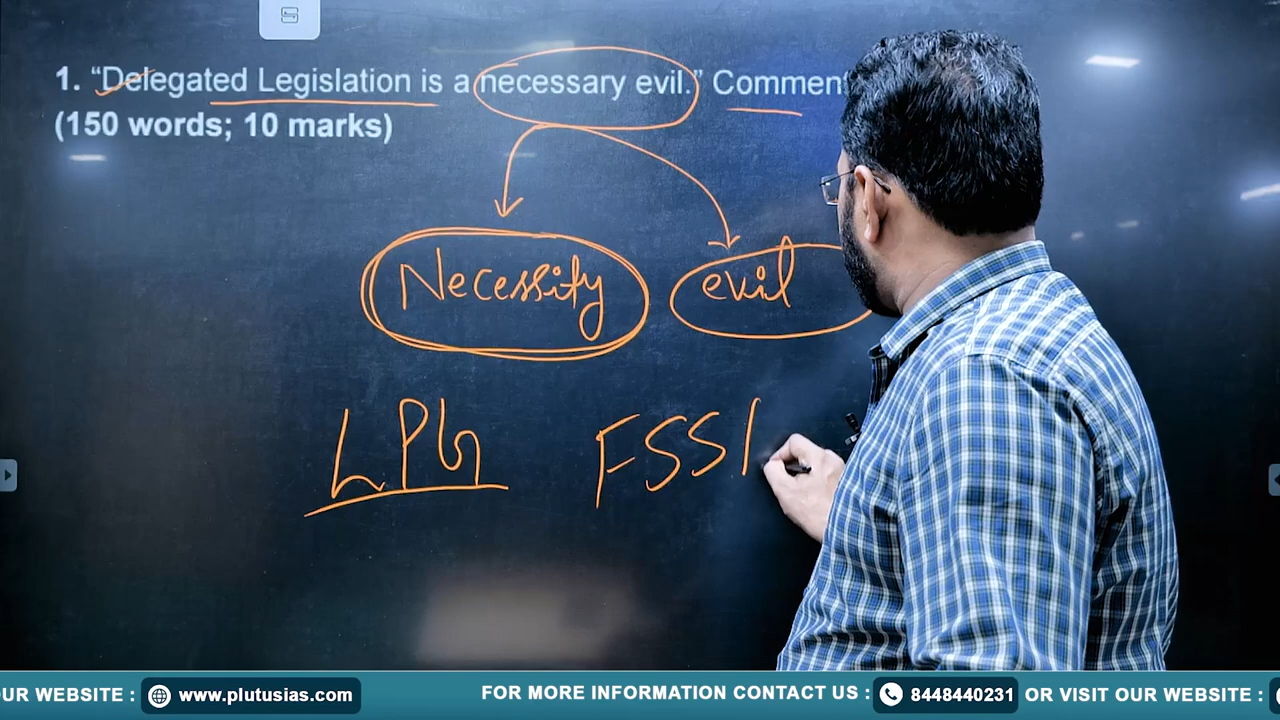 1. “Delegated Legislation is a necessary evil.” Comment
(150 words; 10 marks)
Necessity evil
LPG FSSI
OUR WEBSITE : www.plutusias.com FOR MORE INFORMATION CONTACT US : 8448440231 OR VISIT OUR WEBSITE :